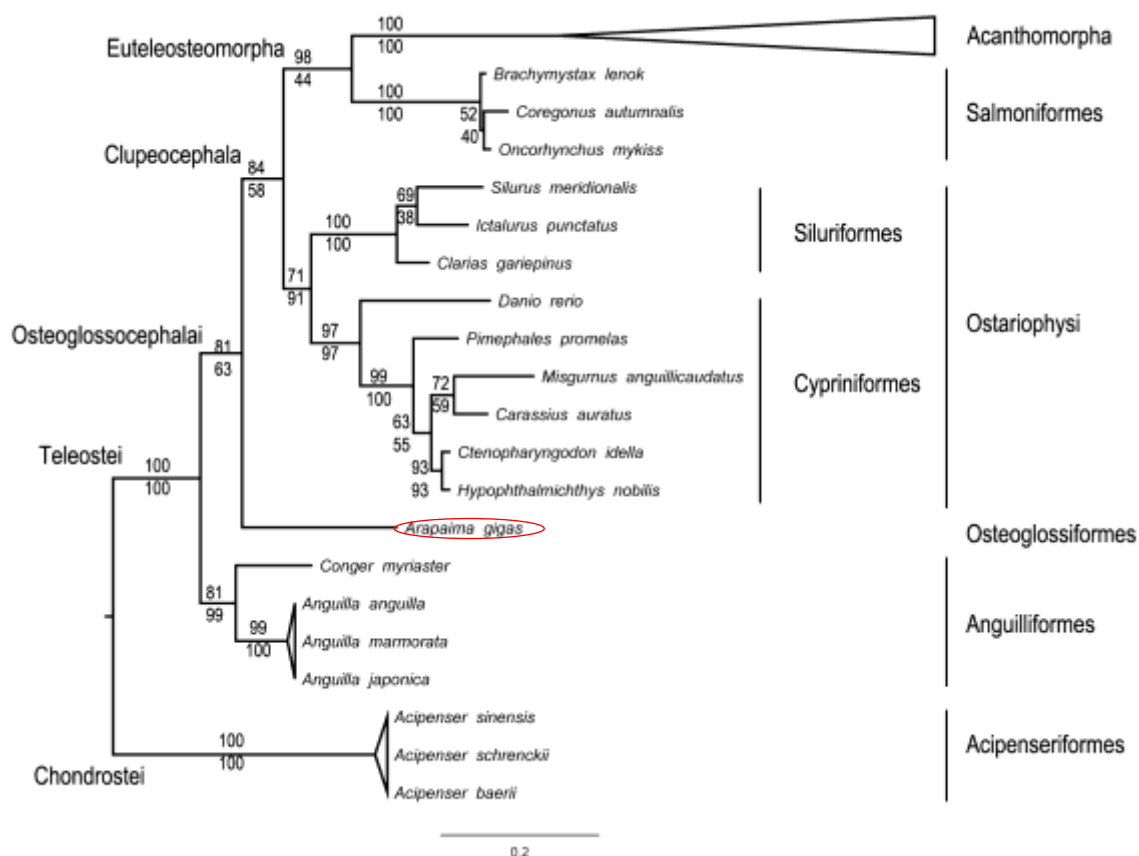 100
100
Acanthomorpha
Euteleosteomorpha
98
44
Brachymystax lenok
100
100
52
40
Coregonus autumnalis
Salmoniformes
Oncorhynchus mykiss
Clupeocephala
84
58
Silurus meridionalis
69
38
Ictalurus punctatus
100
100
Siluriformes
Clarias gariepinus
71
91
Danio rerio
Osteoglossocephalai
81
63
97
97
Pimephales promelas
Ostariophysi
99
100
72
59
Misgurnus anguillicaudatus
Cypriniformes
Carassius auratus
63
55
Ctenopharyngodon idella
93
93
Hypophthalmichthys nobilis
Teleostei
100
100
Arapaima gigas
Osteoglossiformes
Conger myriaster
81
99
Anguilla anguilla
99
100
Anguilla marmorata
Anguilliformes
Anguilla japonica
Acipenser sinensis
100
100
Acipenser schrenckii
Acipenseriformes
Chondrostei
Acipenser baerii
0.2